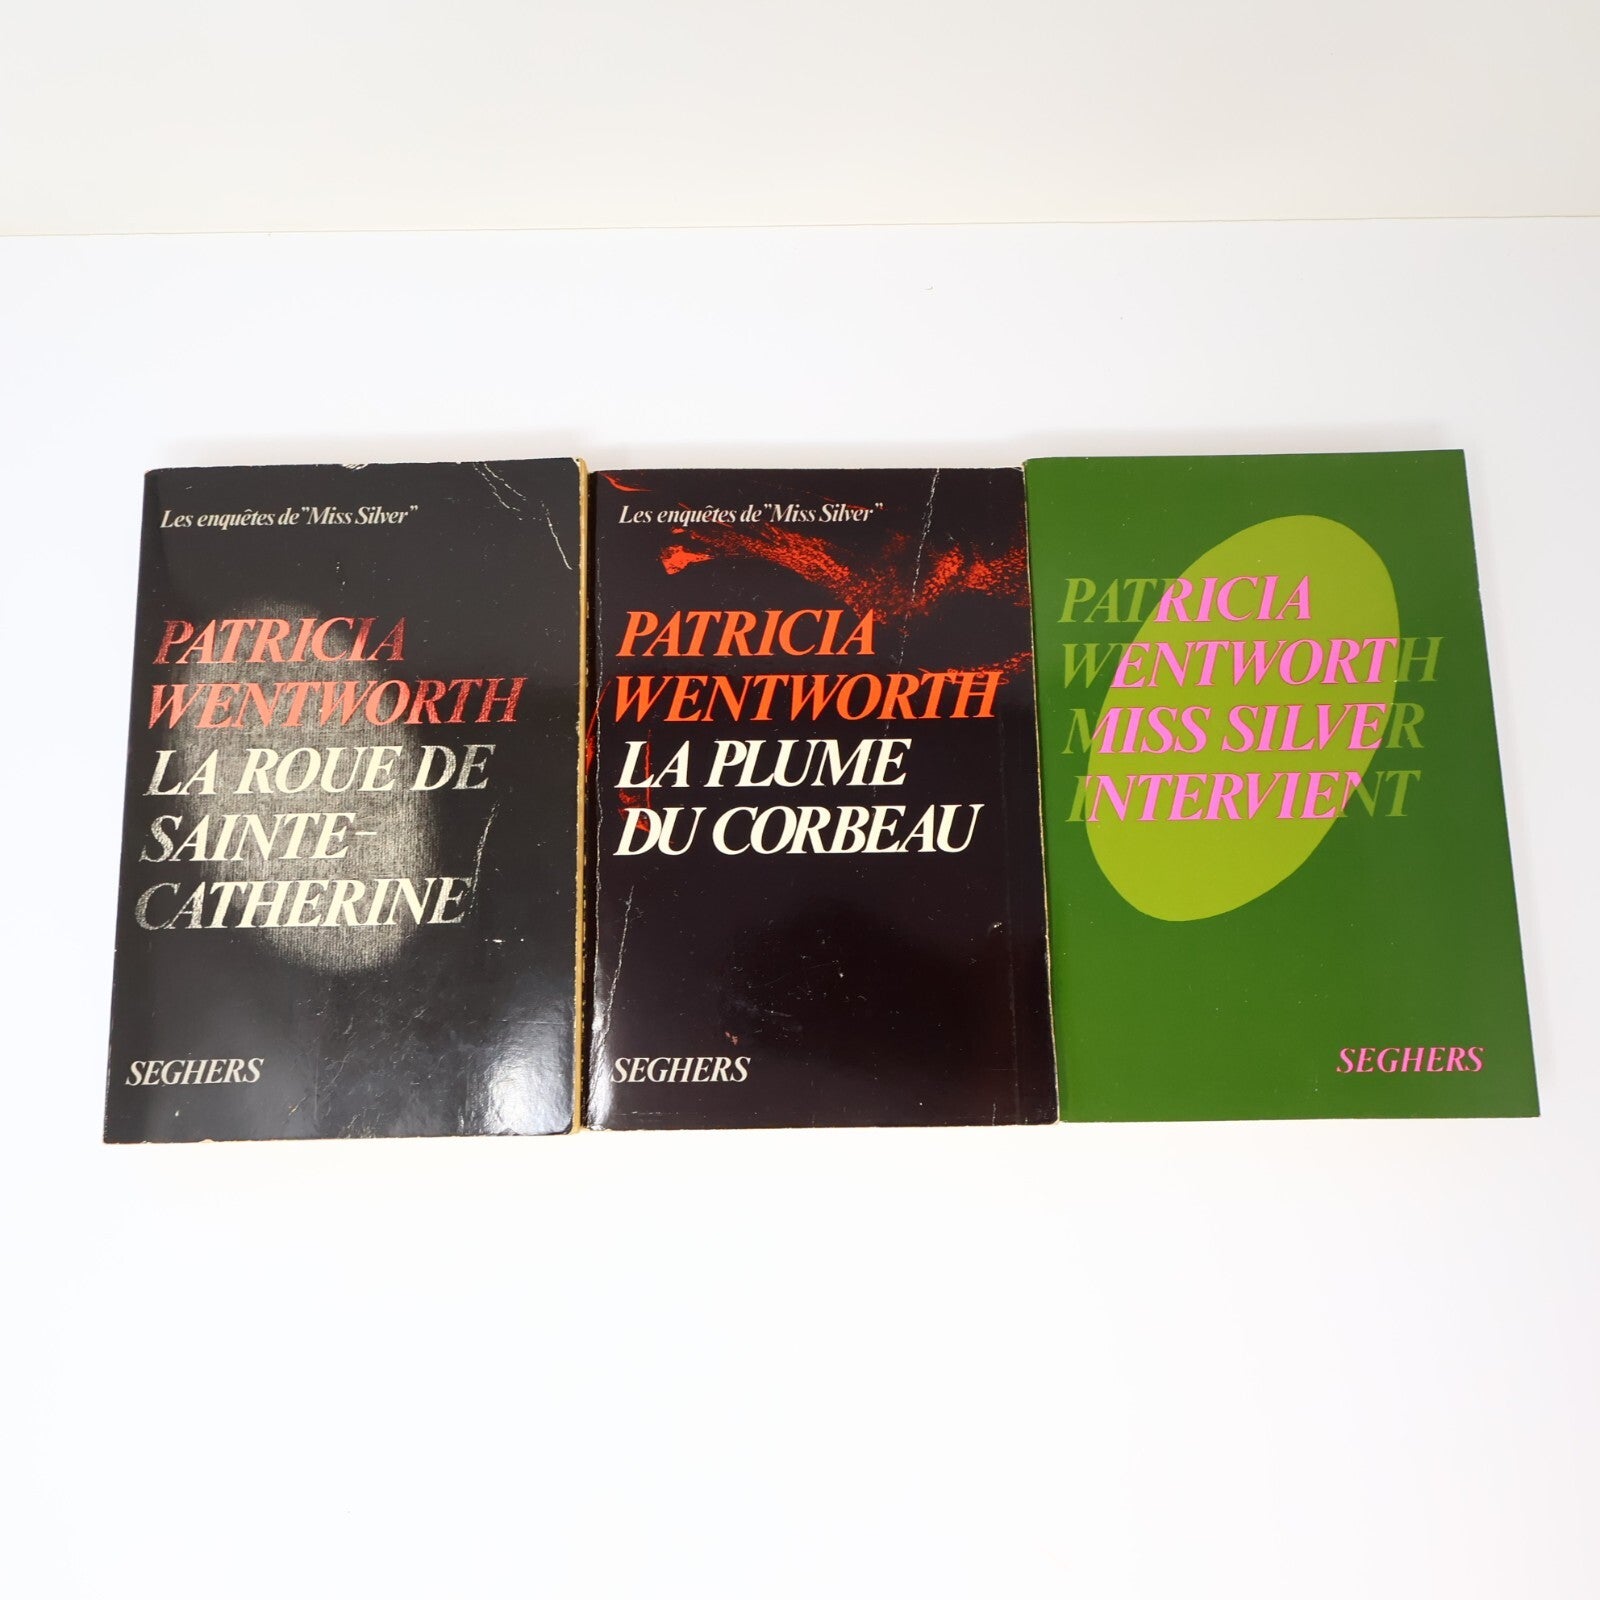 Les enquêtes de "Miss Silver"
PATRICIA
WENTWORTH
LA ROUE DE
SAINTE-
CATHERINE
SEGHERS
Les enquêtes de "Miss Silver"
PATRICIA
WENTWORTH
LA PLUME
DU CORBEAU
SEGHERS
PATRICIA
WENTWORTH
MISS SILVER
INTERVIENT
SEGHERS